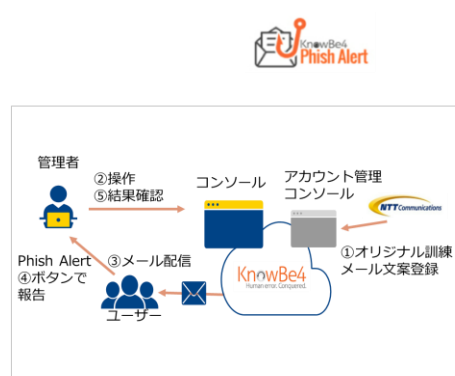 KnowBe4
Phish Alert
管理者
②操作
⑤結果確認
コンソール
アカウント管理
コンソール
NTT Communications
①オリジナル訓練
メール文案登録
Phish Alert
④ボタンで
報告
③メール配信
ユーザー
KnowBe4
Human error. Conquered.